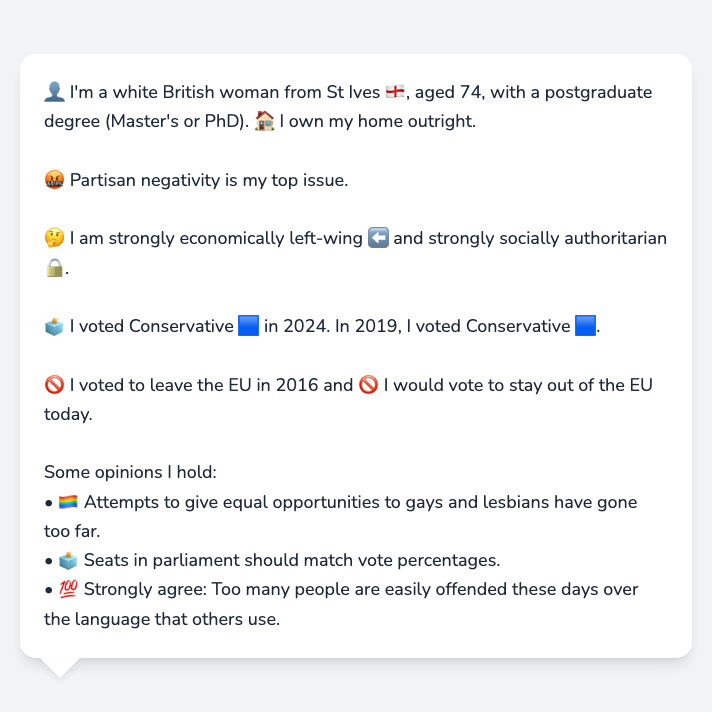 👤 I'm a white British woman from St Ives 🏴󠁧󠁢󠁥󠁮󠁧󠁿, aged 74, with a postgraduate
degree (Master's or PhD). 🏠 I own my home outright.
🤬 Partisan negativity is my top issue.
🤔 I am strongly economically left-wing ⬅️ and strongly socially authoritarian
🔒.
🗳️ I voted Conservative 🟦 in 2024. In 2019, I voted Conservative 🟦.
🚫 I voted to leave the EU in 2016 and 🚫 I would vote to stay out of the EU
today.
Some opinions I hold:
• 🏳️‍🌈 Attempts to give equal opportunities to gays and lesbians have gone
too far.
• 🗳️ Seats in parliament should match vote percentages.
• 💯 Strongly agree: Too many people are easily offended these days over
the language that others use.